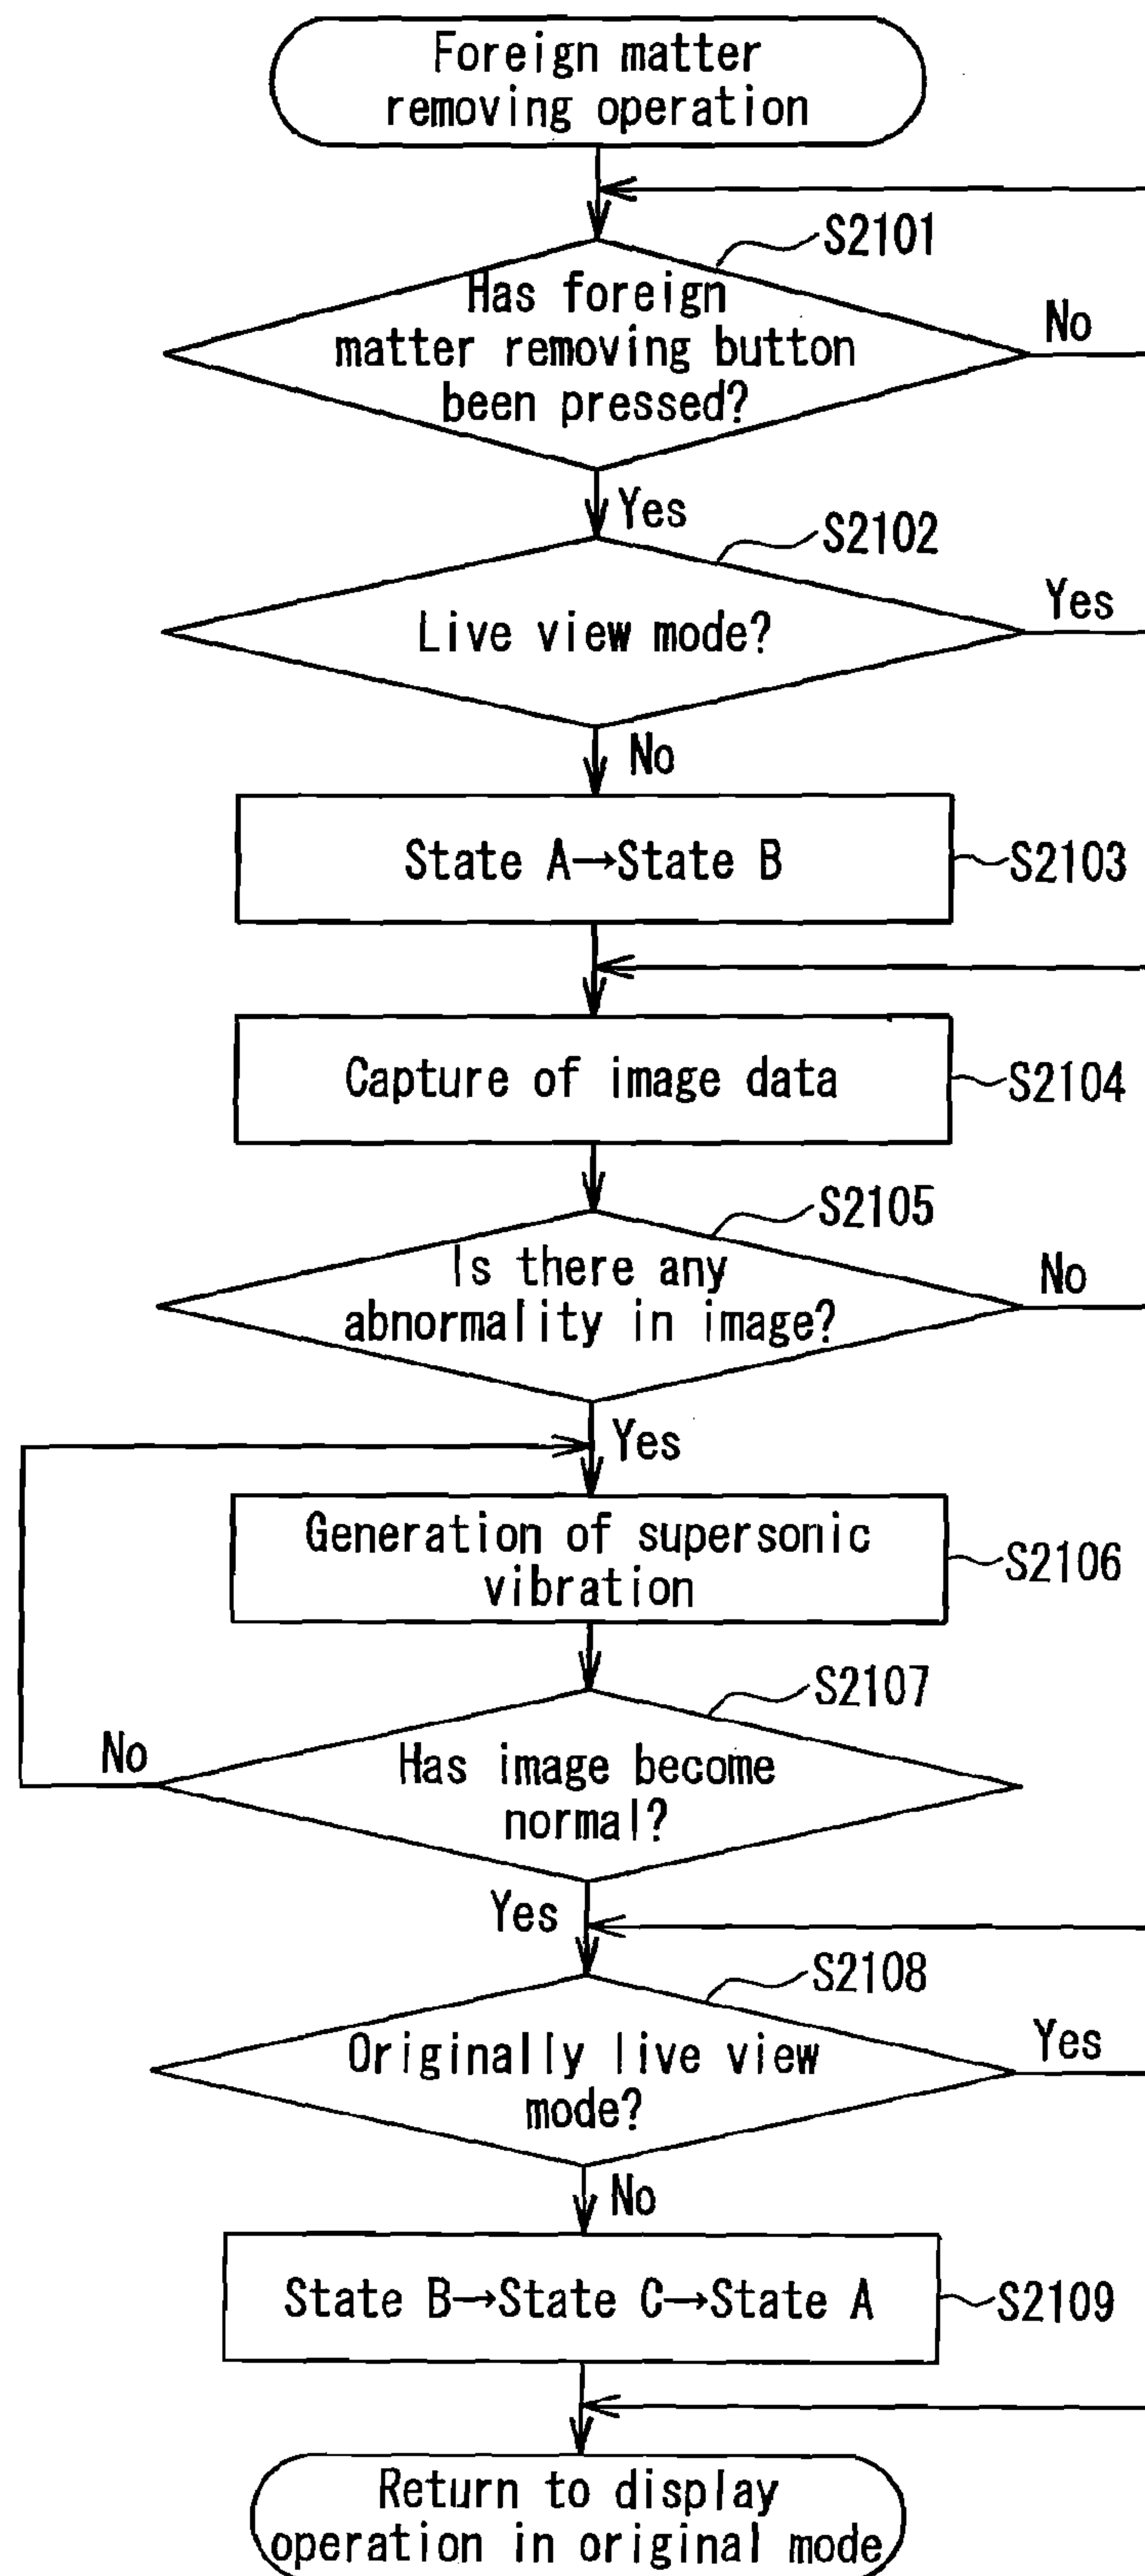 Foreign matter
removing operation
S2101
Has foreign
matter removing button
been pressed?
No
Yes
S2102
Live view mode?
Yes
No
State A→State B
S2103
Capture of image data
S2104
S2105
Is there any
abnormality in image?
No
Yes
Generation of supersonic
vibration
S2106
S2107
Has image become
normal?
No
Yes
S2108
Originally live view
mode?
Yes
No
State B→State C→State A
S2109
Return to display
operation in original mode